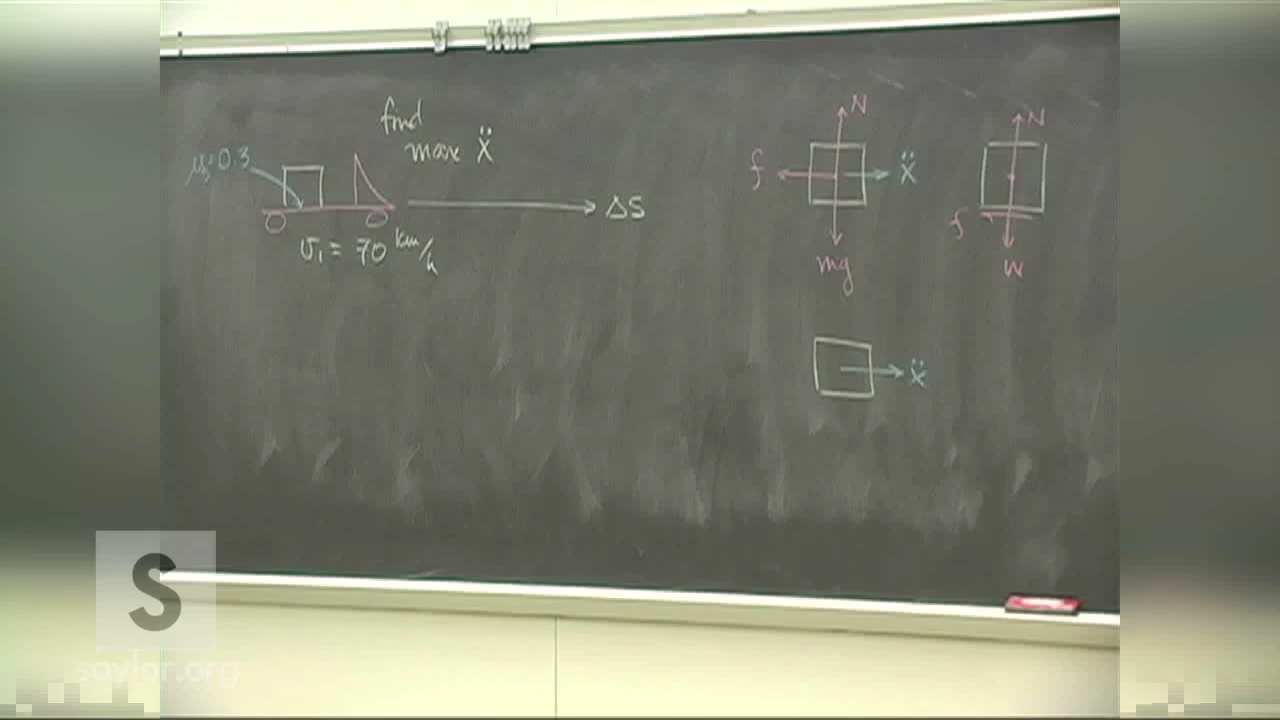 find
max ẍ
μs=0.3
ΔS
v₁ = 70 km/h
N
f
ẍ
mg
N
f
W
ẍ
S
saylor.org